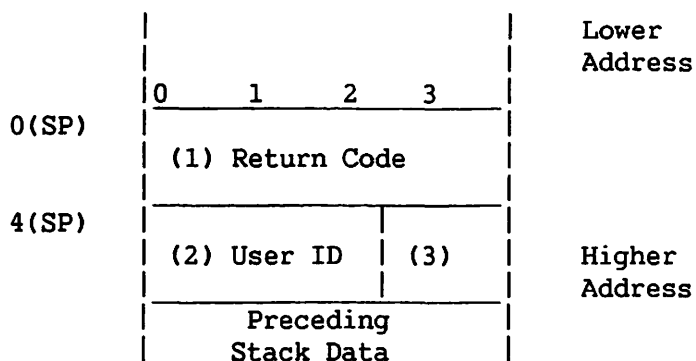 Lower
Address
0 1 2 3
0(SP)
(1) Return Code
4(SP)
(2) User ID (3)
Higher
Address
Preceding
Stack Data